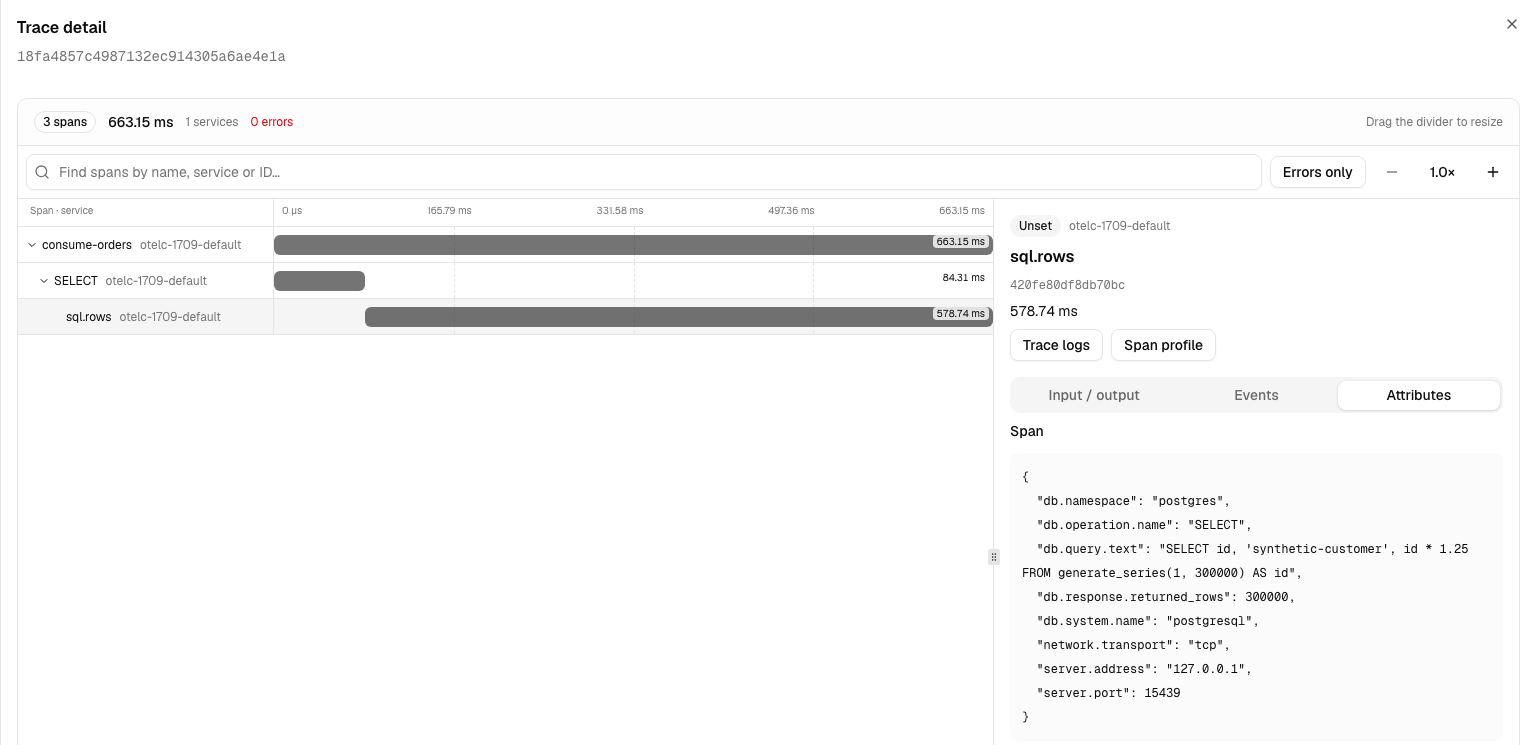 Trace detail
18fa4857c4987132ec914305a6ae4e1a
3 spans 663.15 ms 1 services 0 errors Drag the divider to resize
Find spans by name, service or ID... Errors only − 1.0× +
Span · service 0 µs 165.79 ms 331.58 ms 497.36 ms 663.15 ms
consume-orders otelc-1709-default 663.15 ms
SELECT otelc-1709-default 84.31 ms
sql.rows otelc-1709-default 578.74 ms
Unset otelc-1709-default
sql.rows
420fe80df8db70bc
578.74 ms
Trace logs Span profile
Input / output Events Attributes
Span
{
"db.namespace": "postgres",
"db.operation.name": "SELECT",
"db.query.text": "SELECT id, 'synthetic-customer', id * 1.25
FROM generate_series(1, 300000) AS id",
"db.response.returned_rows": 300000,
"db.system.name": "postgresql",
"network.transport": "tcp",
"server.address": "127.0.0.1",
"server.port": 15439
}